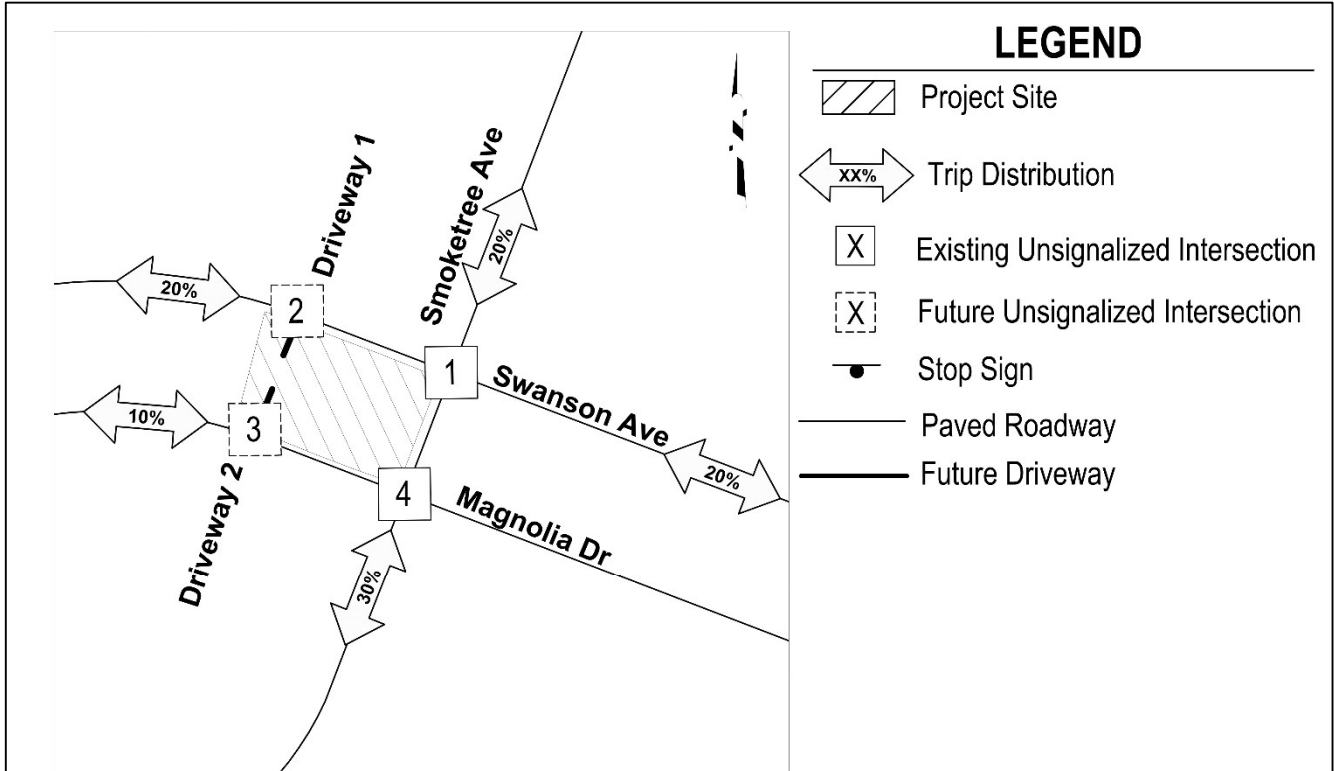 LEGEND
Project Site
XX%
Trip Distribution
X
Existing Unsignalized Intersection
X
Future Unsignalized Intersection
Stop Sign
Paved Roadway
Future Driveway
Driveway 1
Smoketree Ave
20%
20%
2
1
Swanson Ave
10%
3
20%
4
Magnolia Dr
Driveway 2
30%